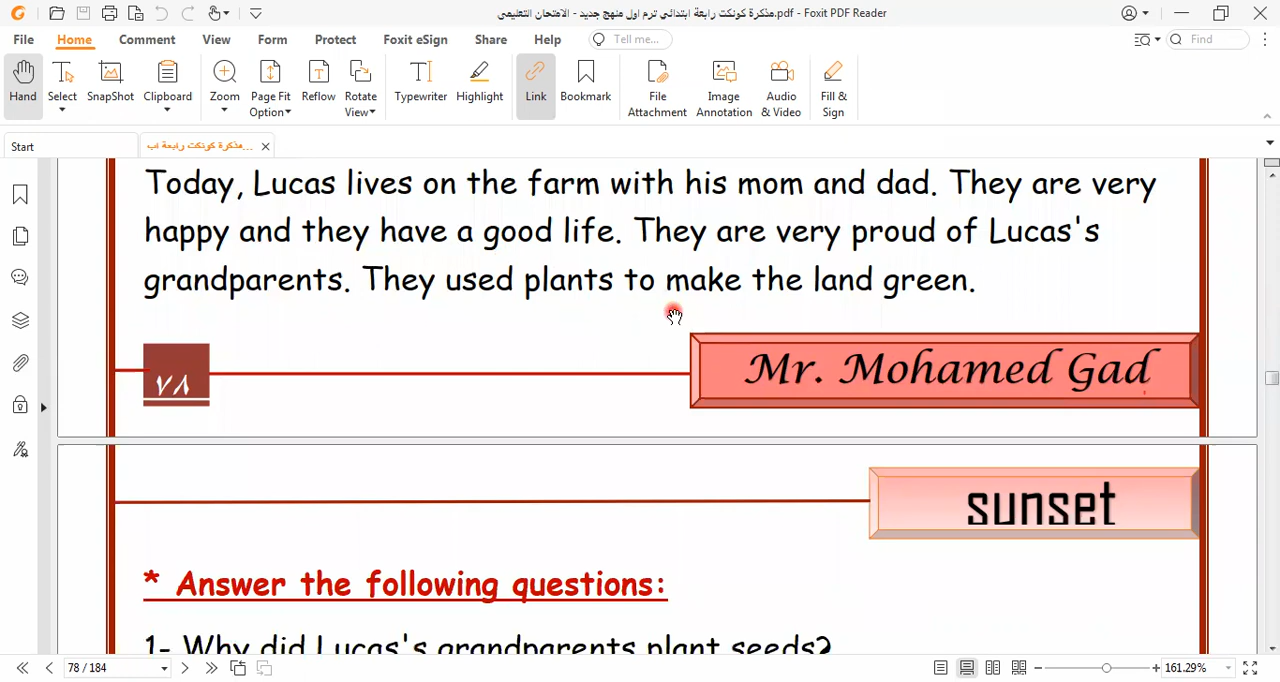 مذكرة كونكت رابعة ابتدائي ترم اول منهج جديد - الامتحان التعليمى.pdf - Foxit PDF Reader
File Home Comment View Form Protect Foxit eSign Share Help Tell me... Find
Hand Select SnapShot Clipboard Zoom Page Fit Option Reflow Rotate View Typewriter Highlight Link Bookmark File Attachment Image Annotation Audio & Video Fill & Sign
Start مذكرة كونكت رابعة اب...
Today, Lucas lives on the farm with his mom and dad. They are very
happy and they have a good life. They are very proud of Lucas's
grandparents. They used plants to make the land green.
٧٨ Mr. Mohamed Gad
sunset
* Answer the following questions:
1- Why did Lucas's grandparents plant seeds?
78 / 184 161.29%